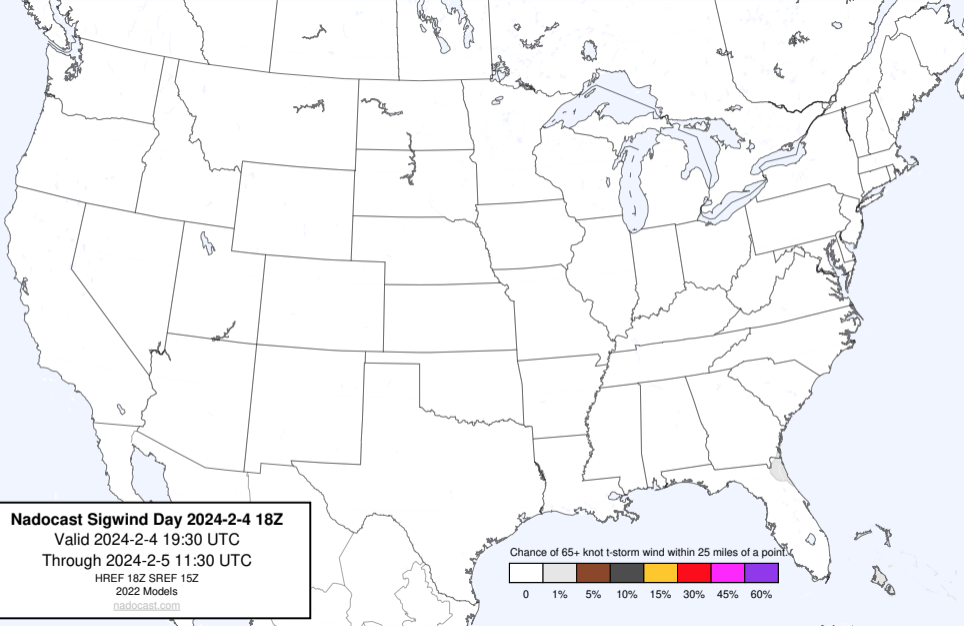 Nadocast Sigwind Day 2024-2-4 18Z
Valid 2024-2-4 19:30 UTC
Through 2024-2-5 11:30 UTC
HREF 18Z SREF 15Z
2022 Models
nadocast.com
Chance of 65+ knot t-storm wind within 25 miles of a point.
0 1% 5% 10% 15% 30% 45% 60%